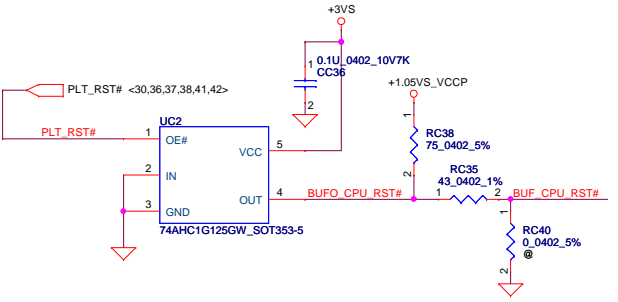 +3VS
1 0.1U_0402_10V7K
CC36
2
PLT_RST# <30,36,37,38,41,42>
+1.05VS_VCCP
PLT_RST#
UC2
1 OE#
VCC 5
2 IN
OUT 4
3 GND
74AHC1G125GW_SOT353-5
1
RC38
75_0402_5%
2
BUFO_CPU_RST#
RC35
43_0402_1%
1 2
BUF_CPU_RST#
1
RC40
0_0402_5%
@
2